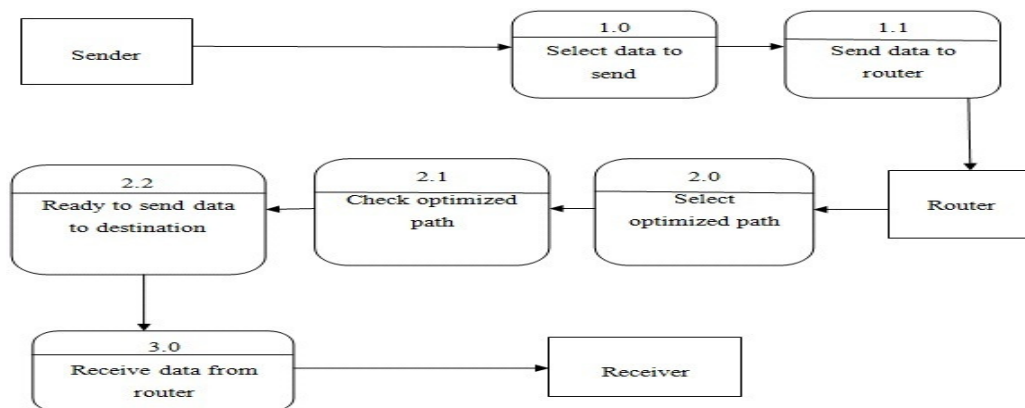 Sender
1.0
Select data to
send
1.1
Send data to
router
2.2
Ready to send data
to destination
2.1
Check optimized
path
2.0
Select
optimized path
Router
3.0
Receive data from
router
Receiver